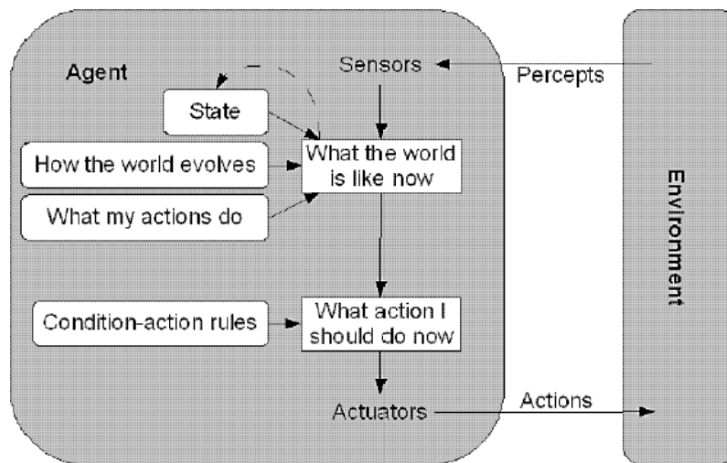 Agent
Sensors
Percepts
State
How the world evolves
What the world
is like now
What my actions do
Environment
Condition-action rules
What action I
should do now
Actuators
Actions